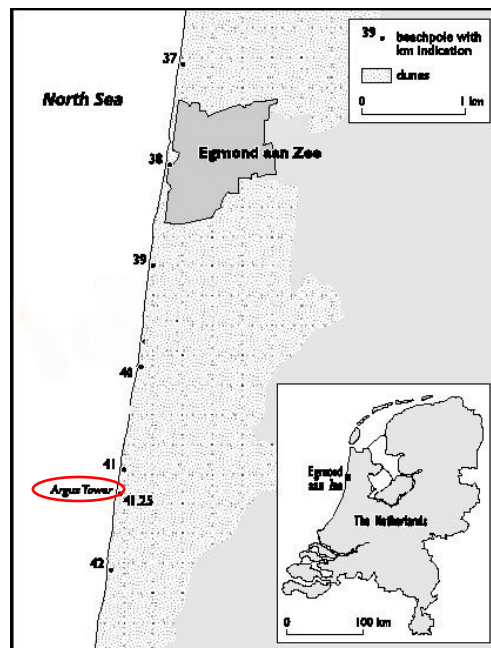 39 beachpole with
km indication
dunes
0 1 km
37
North Sea
Egmond aan Zee
38
39
40
41
Argus Tower
41.25
42
Egmond
aan Zee
The Netherlands
0 100 km